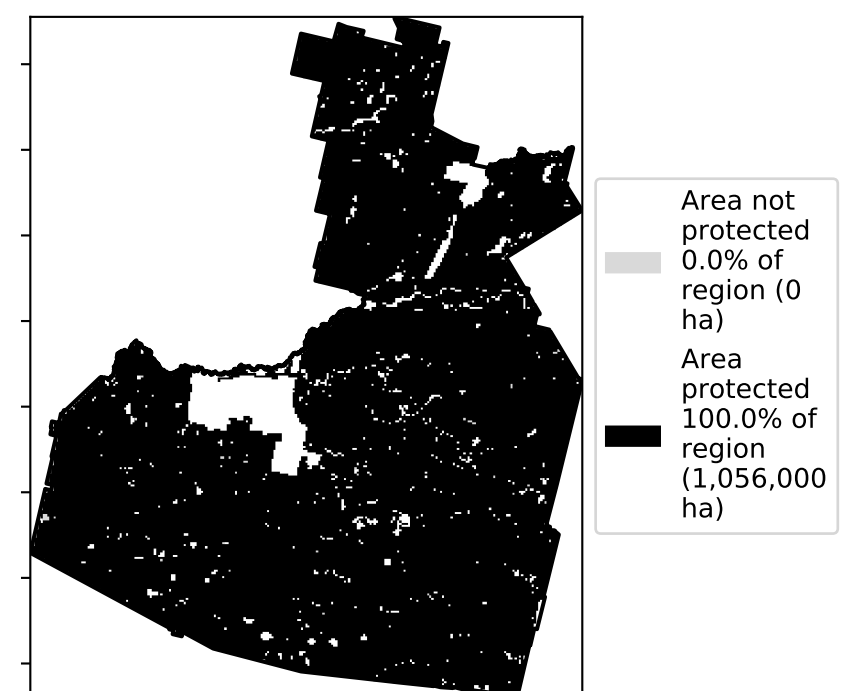 Area not
protected
0.0% of
region (0
ha)
Area
protected
100.0% of
region
(1,056,000
ha)